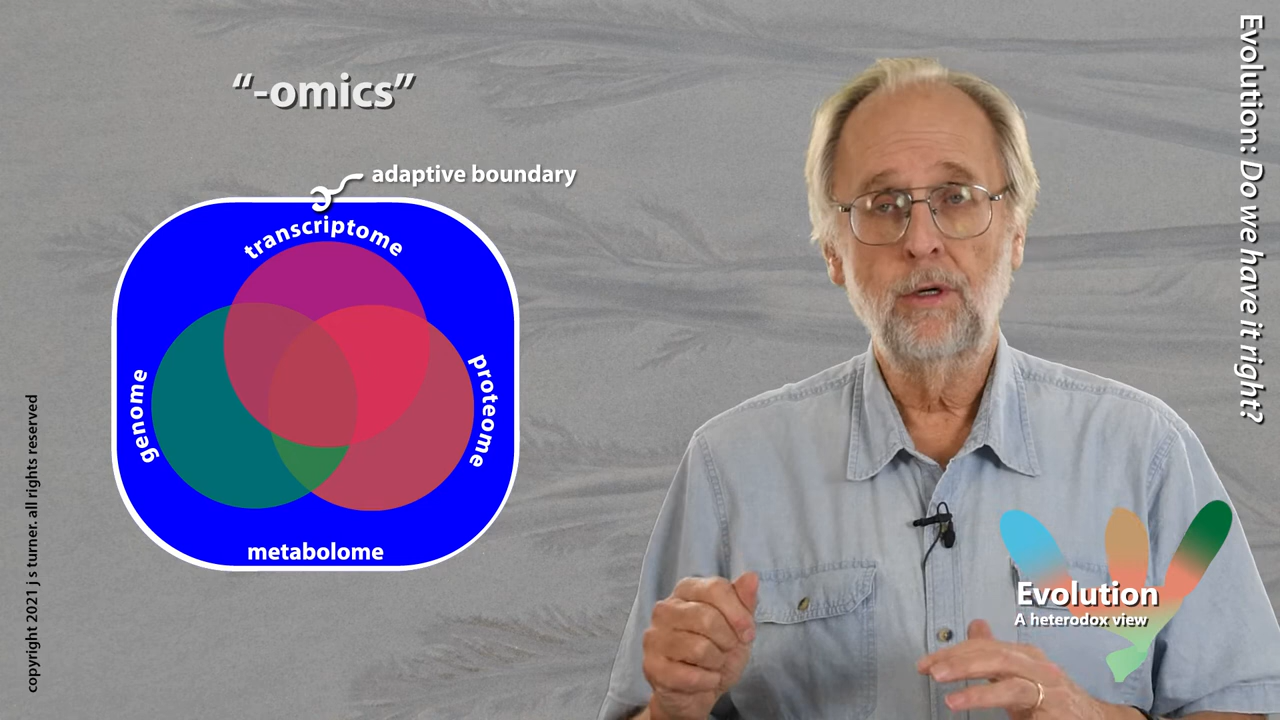 “-omics”
adaptive boundary
transcriptome
genome
proteome
metabolome
copyright 2021 j s turner. all rights reserved
Evolution: Do we have it right?
Evolution
A heterodox view